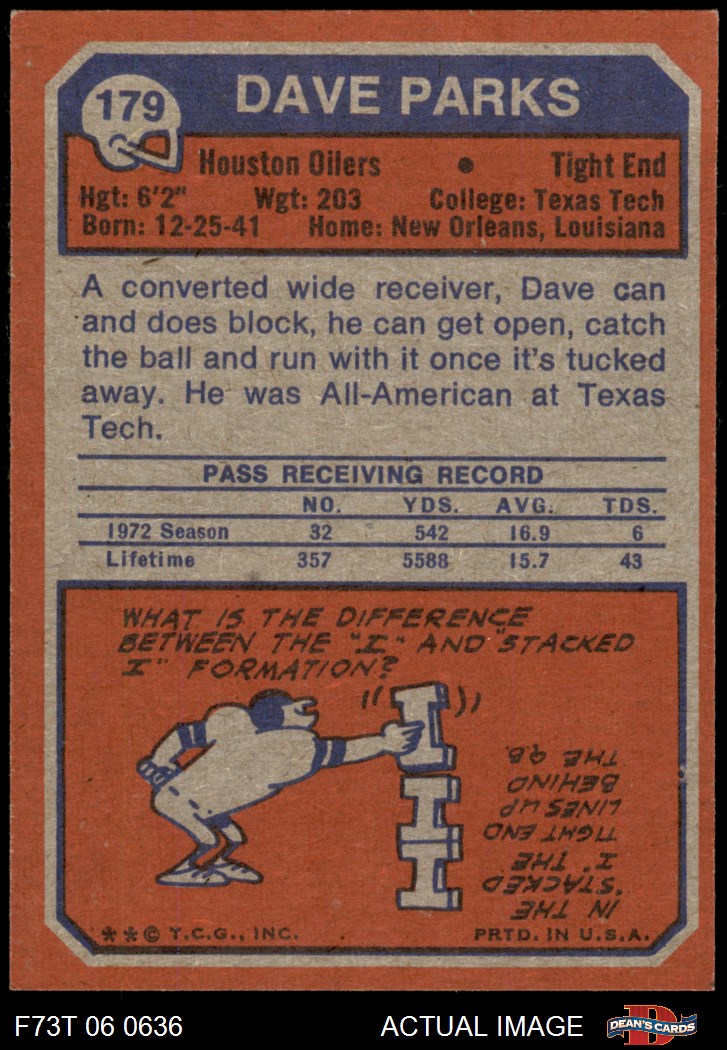 179
DAVE PARKS
Houston Oilers • Tight End
Hgt: 6'2" Wgt: 203 College: Texas Tech
Born: 12-25-41 Home: New Orleans, Louisiana
A converted wide receiver, Dave can
and does block, he can get open, catch
the ball and run with it once it's tucked
away. He was All-American at Texas
Tech.
PASS RECEIVING RECORD
NO. YDS. AVG. TDS.
1972 Season 32 542 16.9 6
Lifetime 357 5588 15.7 43
WHAT IS THE DIFFERENCE
BETWEEN THE "I" AND "STACKED
I" FORMATION?
IN THE
"STACKED
I" THE
TIGHT END
LINES UP
BEHIND
THE Q.B.
* * © T.C.G., INC. PRTD. IN U.S.A.
F73T 06 0636 ACTUAL IMAGE D DEAN'S CARDS